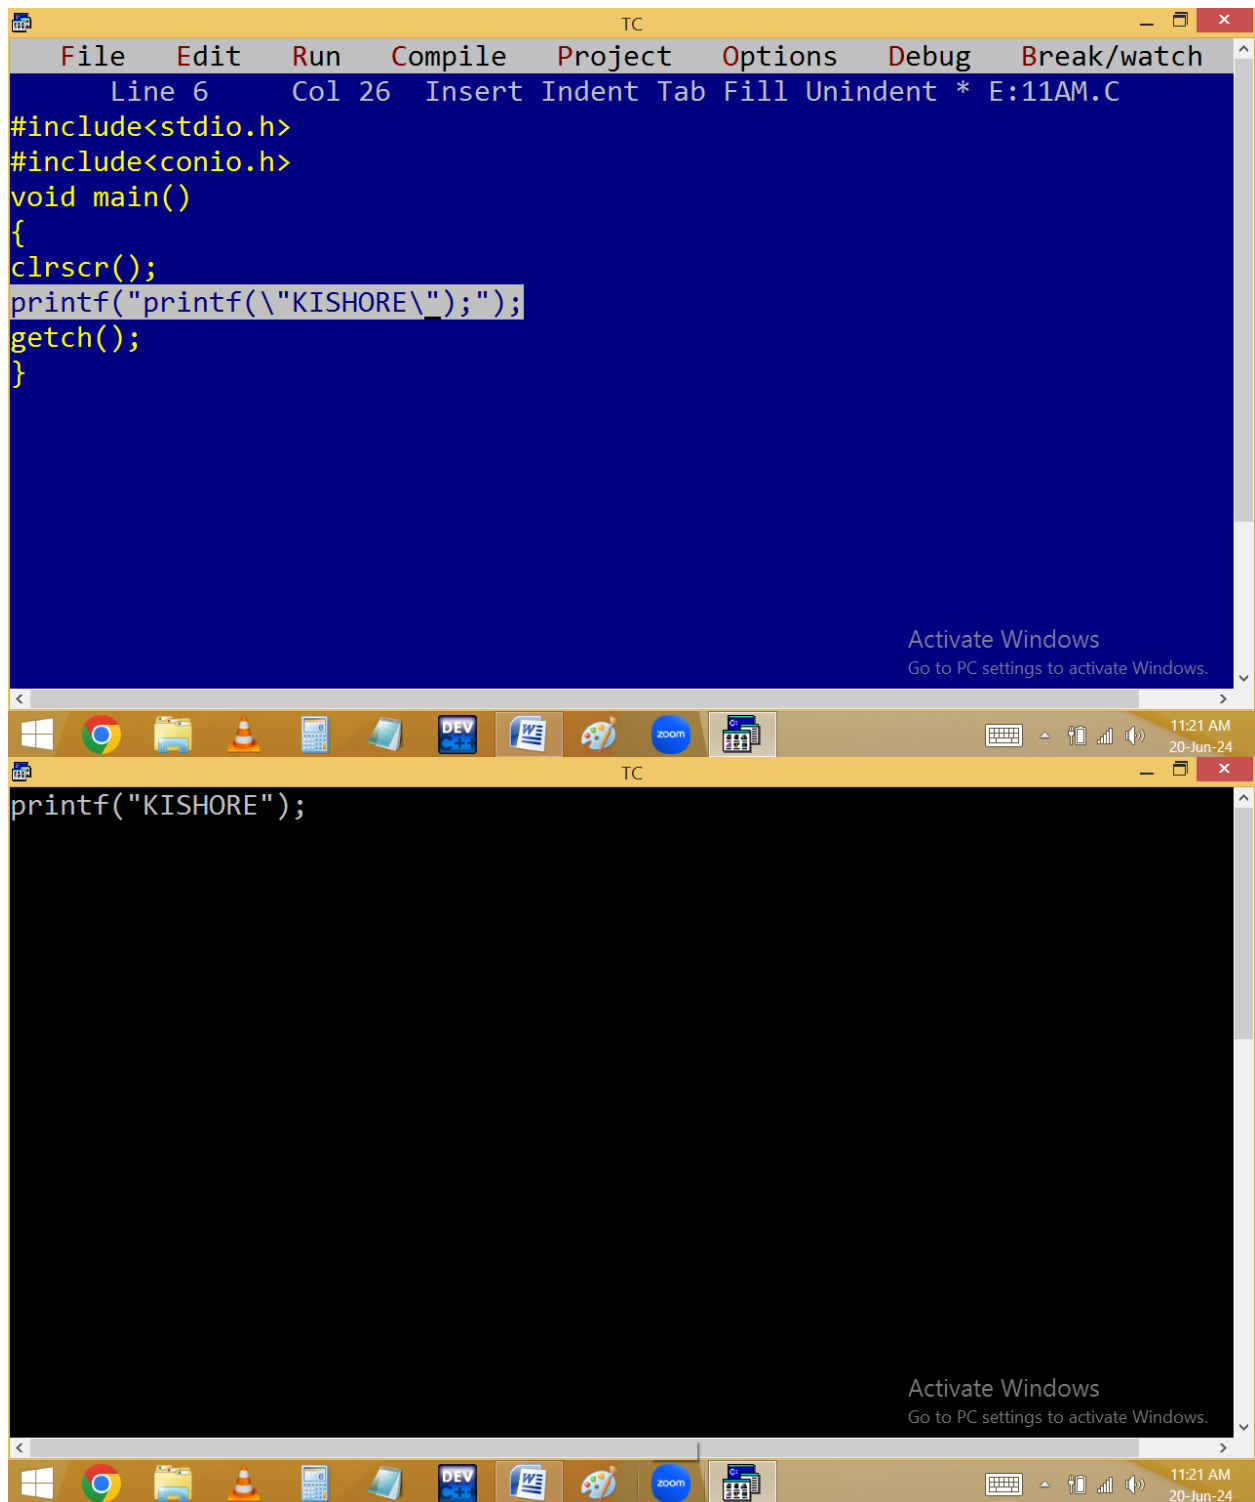 TC
File Edit Run Compile Project Options Debug Break/watch
Line 6 Col 26 Insert Indent Tab Fill Unindent * E:11AM.C
#include<stdio.h>
#include<conio.h>
void main()
{
clrscr();
printf("printf(\"KISHORE\");");
getch();
}
Activate Windows
Go to PC settings to activate Windows.
DEV C++
zoom
11:21 AM
20-Jun-24
TC
printf("KISHORE");
Activate Windows
Go to PC settings to activate Windows.
DEV C++
zoom
11:21 AM
20-Jun-24